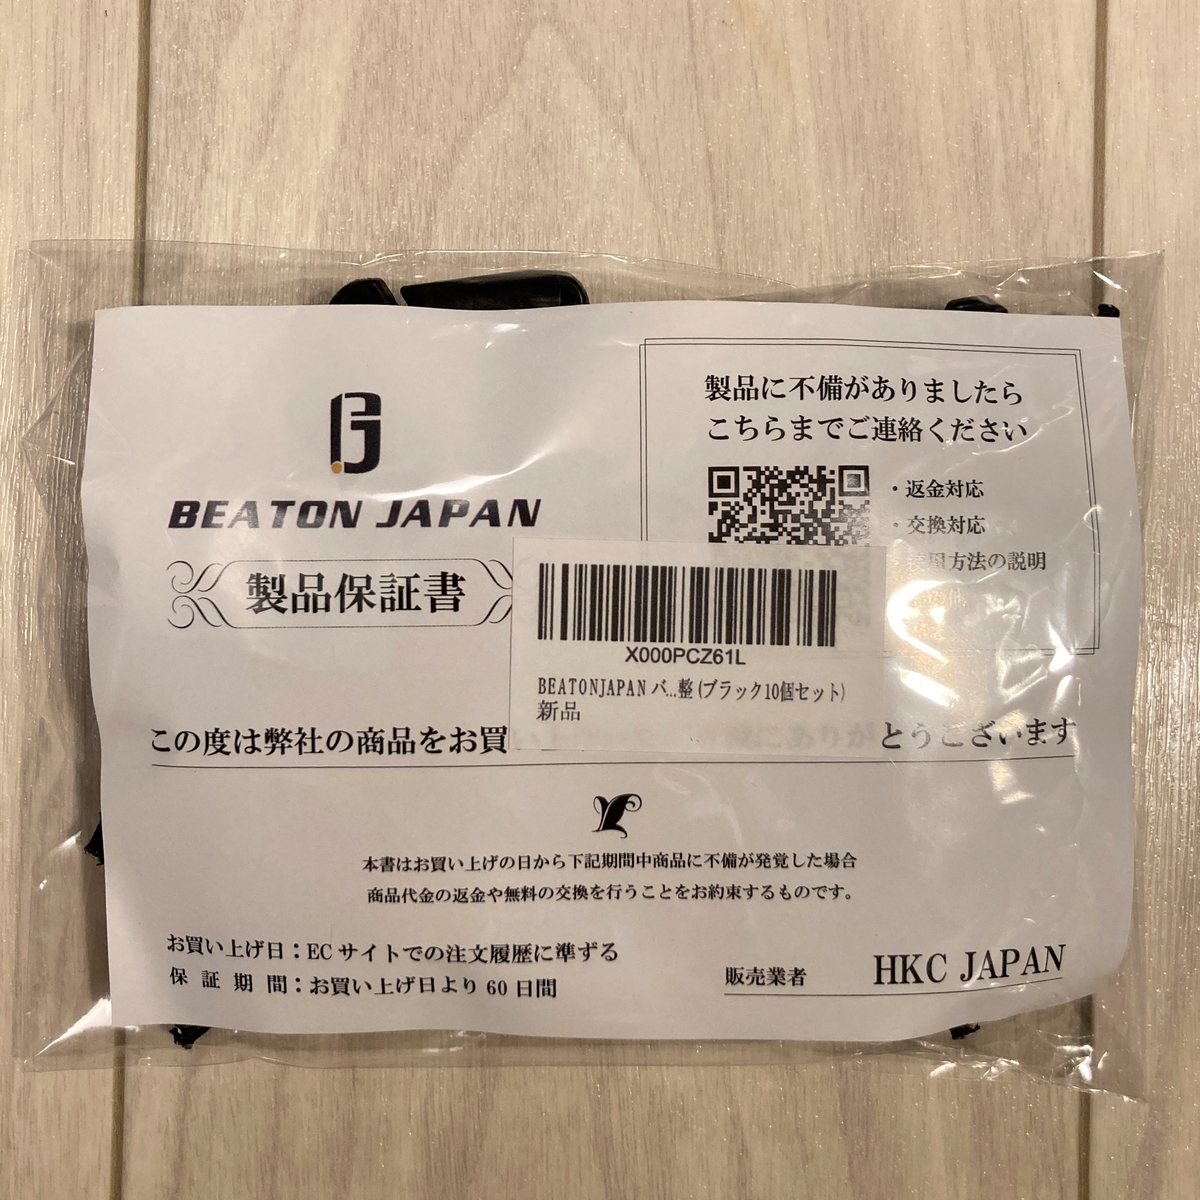 BEATON JAPAN
製品保証書
製品に不備がありましたら
こちらまでご連絡ください
・返金対応
・交換対応
用方法の説明
X000PCZ61L
BEATONJAPAN バ...整 (ブラック10個セット)
新品
この度は弊社の商品をお買 とうございます
本書はお買い上げの日から下記期間中商品に不備が発覚した場合
商品代金の返金や無料の交換を行うことをお約束するものです。
お買い上げ日：ECサイトでの注文履歴に準ずる
保 証 期 間：お買い上げ日より 60 日間
販売業者 HKC JAPAN